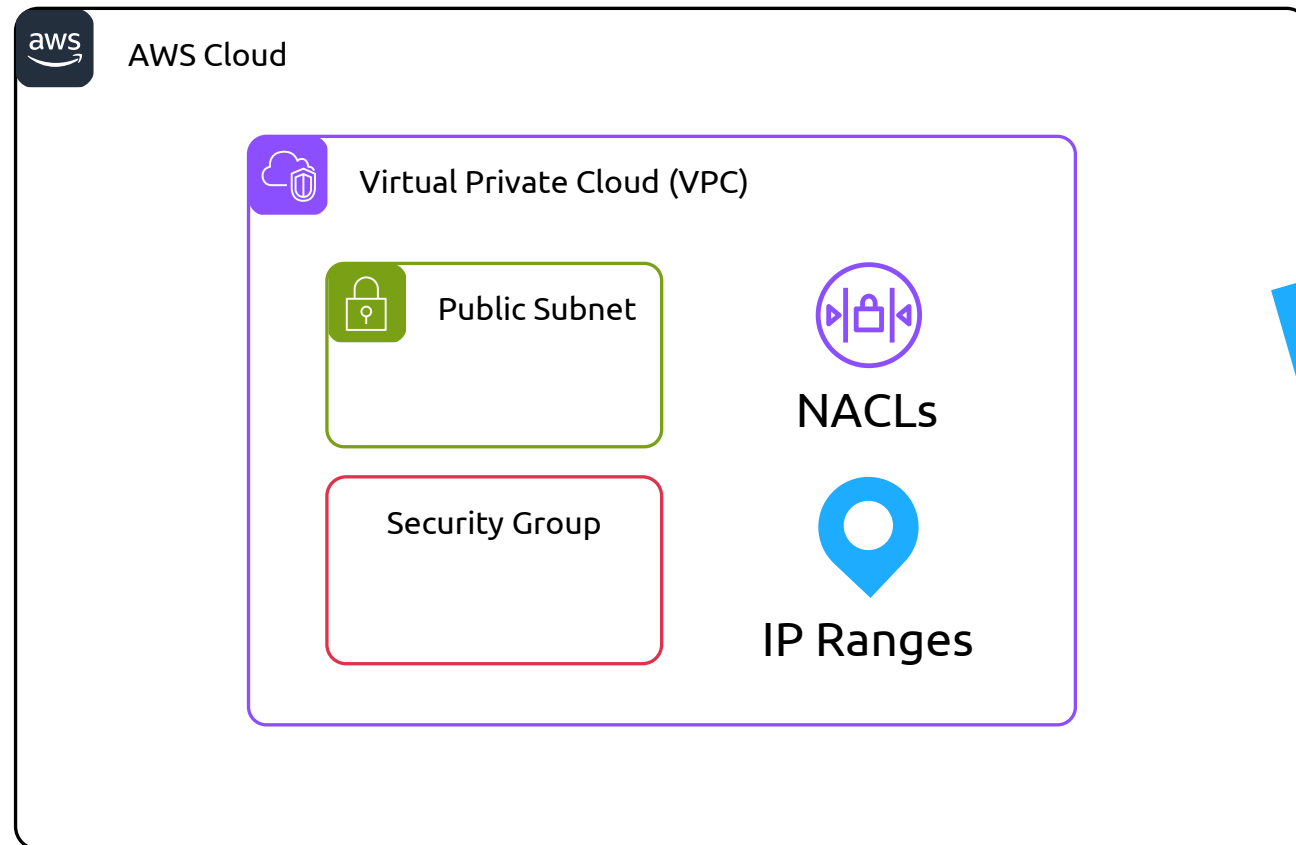 aws
AWS Cloud
Virtual Private Cloud (VPC)
Public Subnet
NACLs
Security Group
IP Ranges